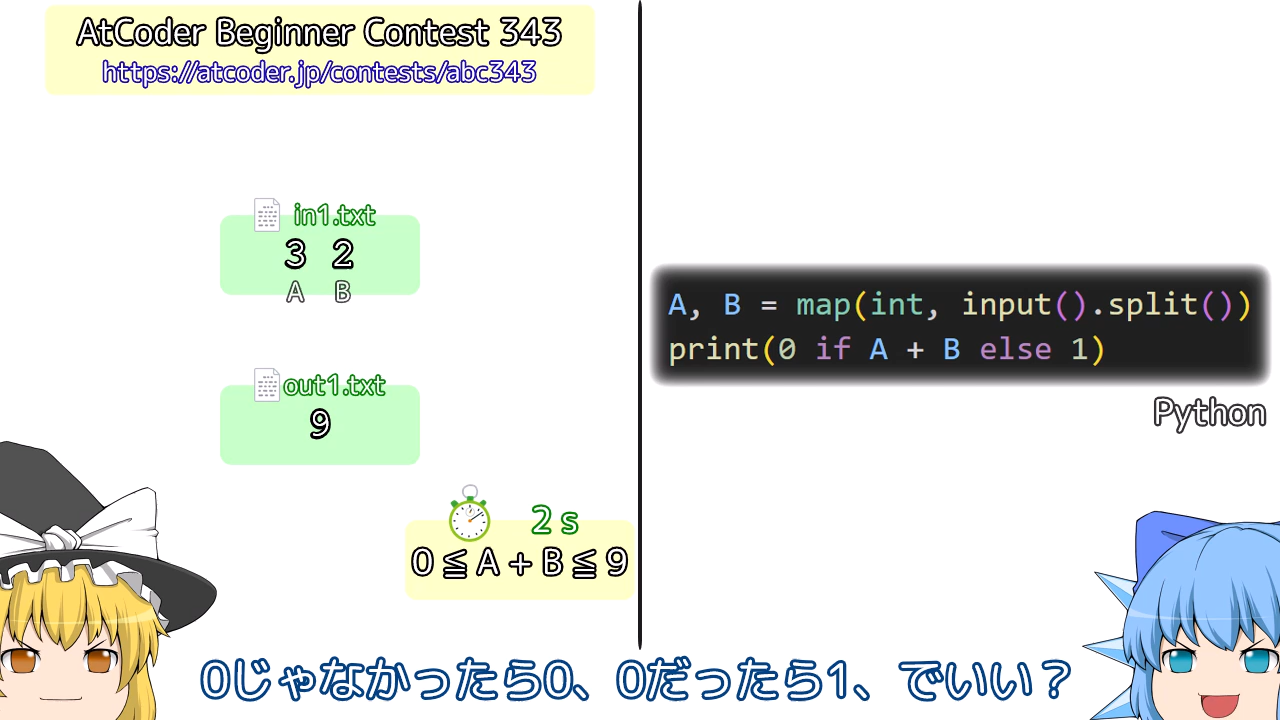 AtCoder Beginner Contest 343
https://atcoder.jp/contests/abc343
in1.txt
3 2
A B
out1.txt
9
2 s
0 ≦ A + B ≦ 9
A, B = map(int, input().split())
print(0 if A + B else 1)
Python
0じゃなかったら0、0だったら1、でいい？